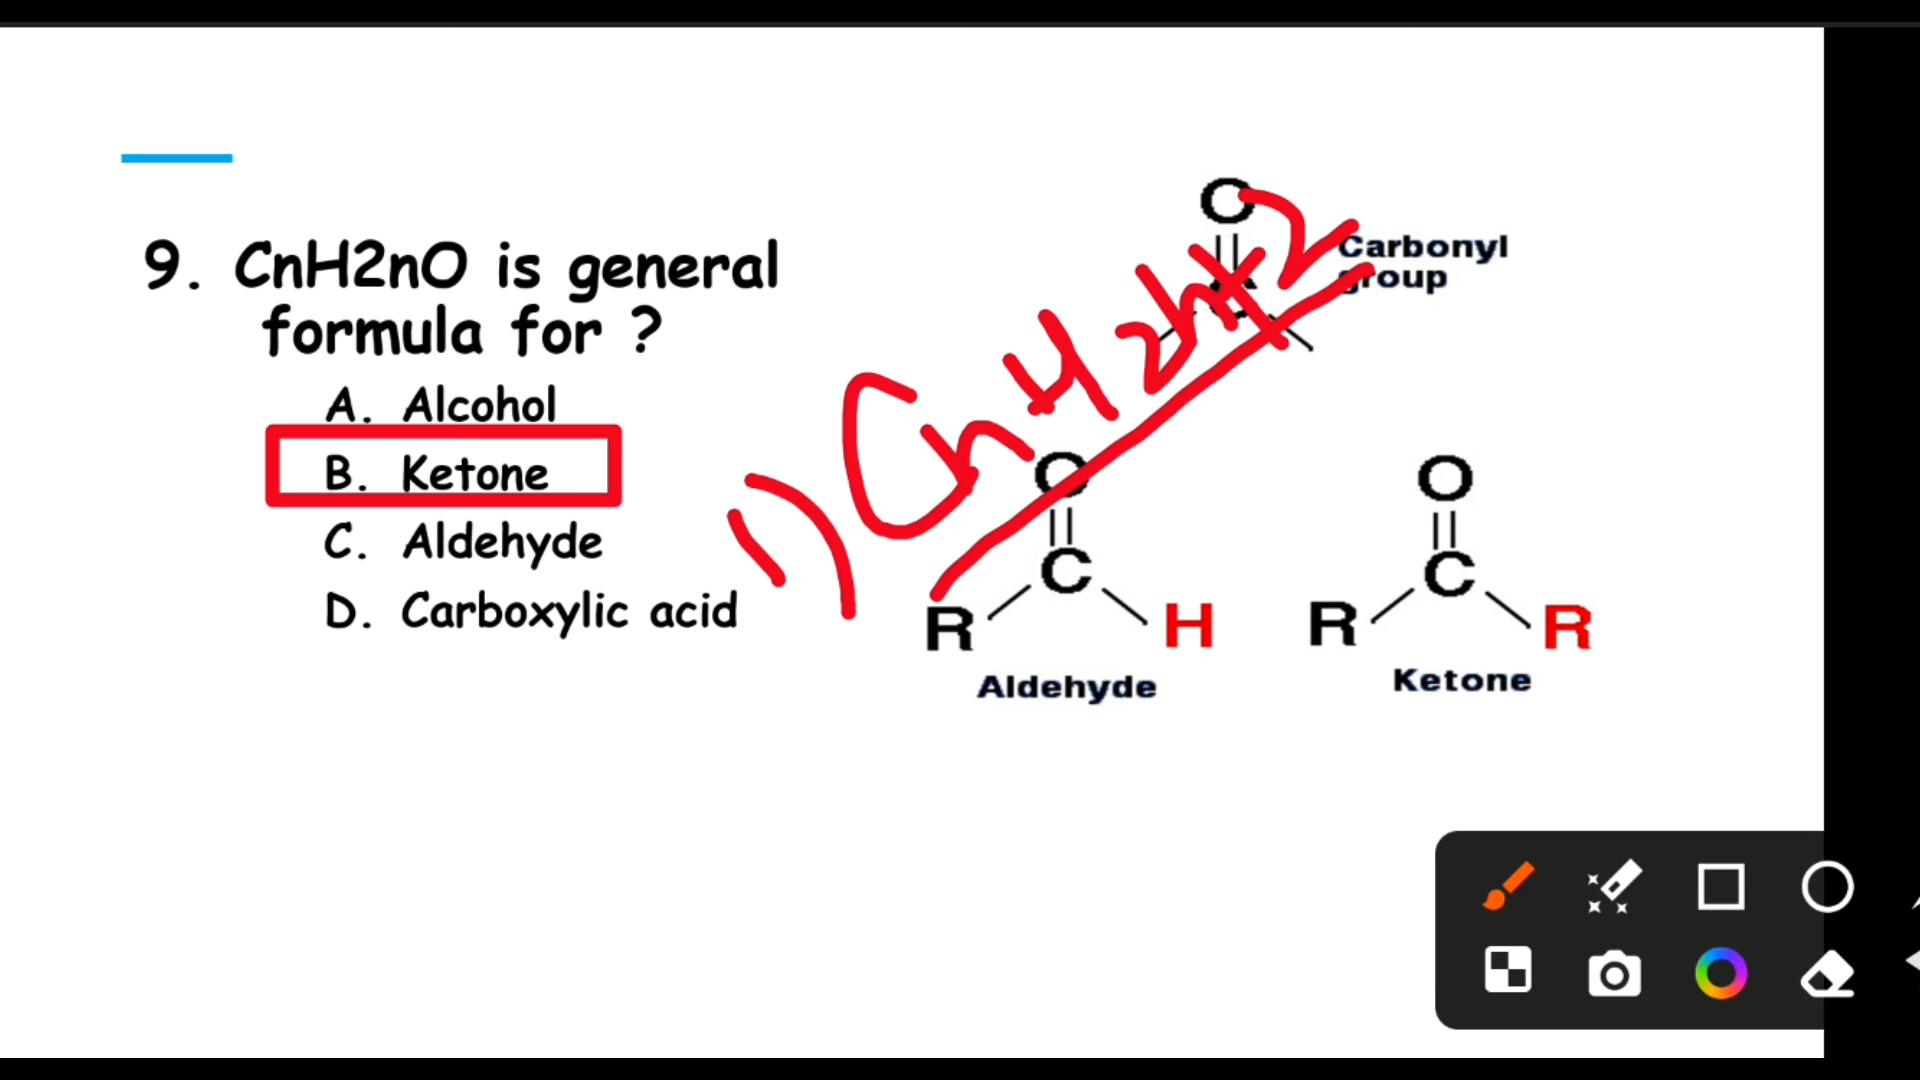 9. CnH2nO is general
formula for ?
A. Alcohol
B. Ketone
C. Aldehyde
D. Carboxylic acid
O
Carbonyl
group
C
1) CnH2n+2
O
C
R
H
Aldehyde
O
C
R
R
Ketone